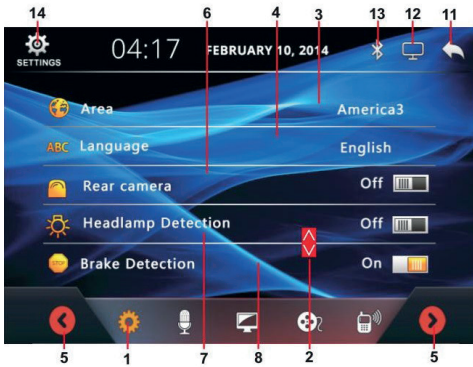 14 6 4 3 13 12 11
SETTINGS 04:17 FEBRUARY 10, 2014
Area America3
ABC Language English
Rear camera Off
Headlamp Detection Off
STOP Brake Detection On
5 1 7 8 2 5